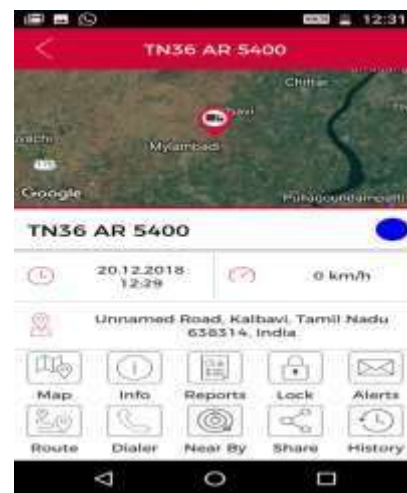 12:31
TN36 AR 5400
Chittar
Mylambadi
Google
TN36 AR 5400
20.12.2018
12:29
0 km/h
Unnamed Road, Kalbavi, Tamil Nadu
638314, India
Map Info Reports Lock Alerts
Route Dialer Near By Share History